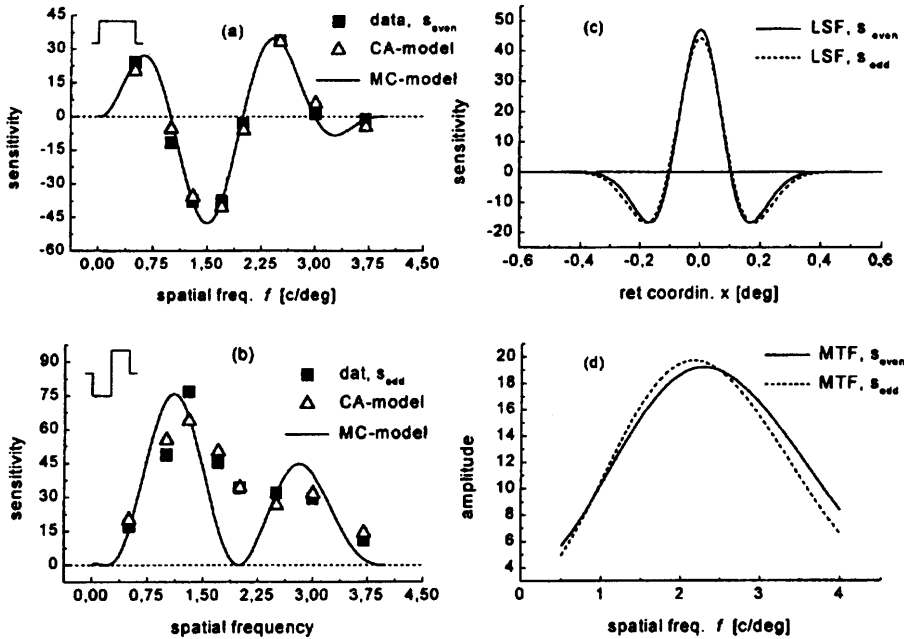 45
30
15
0
-15
-30
-45
-60
sensitivity
(a)
data, s_even
CA-model
MC-model
0,00 0,75 1,50 2,25 3,00 3,75 4,50
spatial freq. f [c/deg]
50
40
30
20
10
0
-10
-20
sensitivity
(c)
LSF, s_even
LSF, s_odd
-0,6 -0,4 -0,2 0,0 0,2 0,4 0,6
ret coordin. x [deg]
90
75
60
45
30
15
0
sensitivity
(b)
dat, s_odd
CA-model
MC-model
0,00 0,75 1,50 2,25 3,00 3,75 4,50
spatial frequency
20
18
16
14
12
10
8
6
4
amplitude
(d)
MTF, s_even
MTF, s_odd
0 1 2 3 4
spatial freq. f [c/deg]